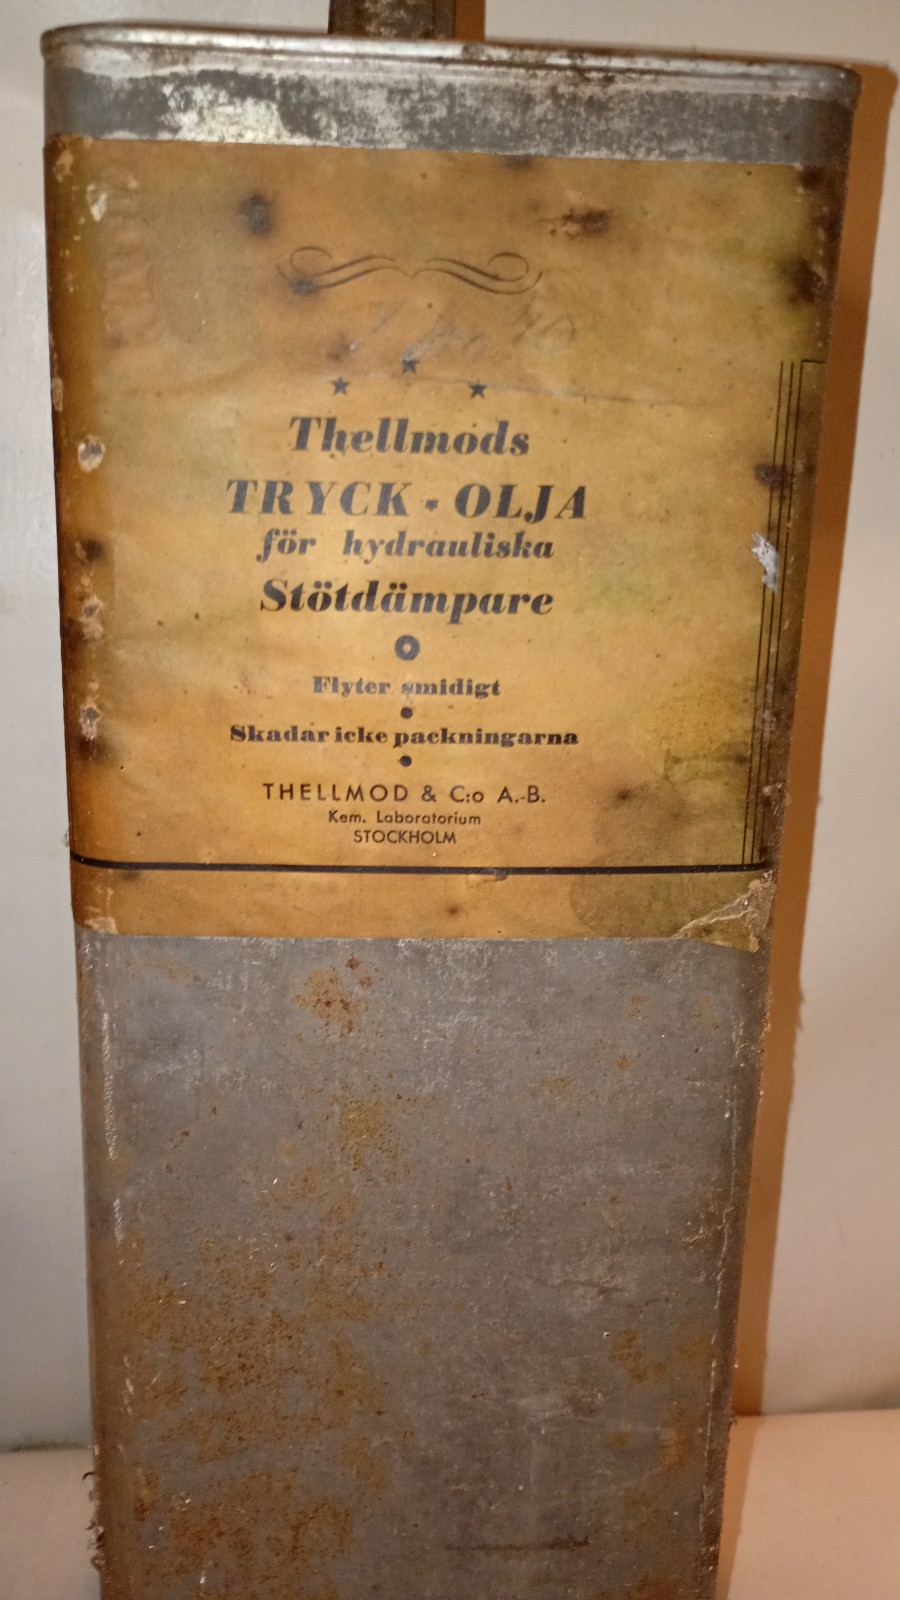 Thellmods
TRYCK - OLJA
för hydrauliska
Stötdämpare
Flyter smidigt
Skadar icke packningarna
THELLMOD & C:o A.-B.
Kem. Laboratorium
STOCKHOLM